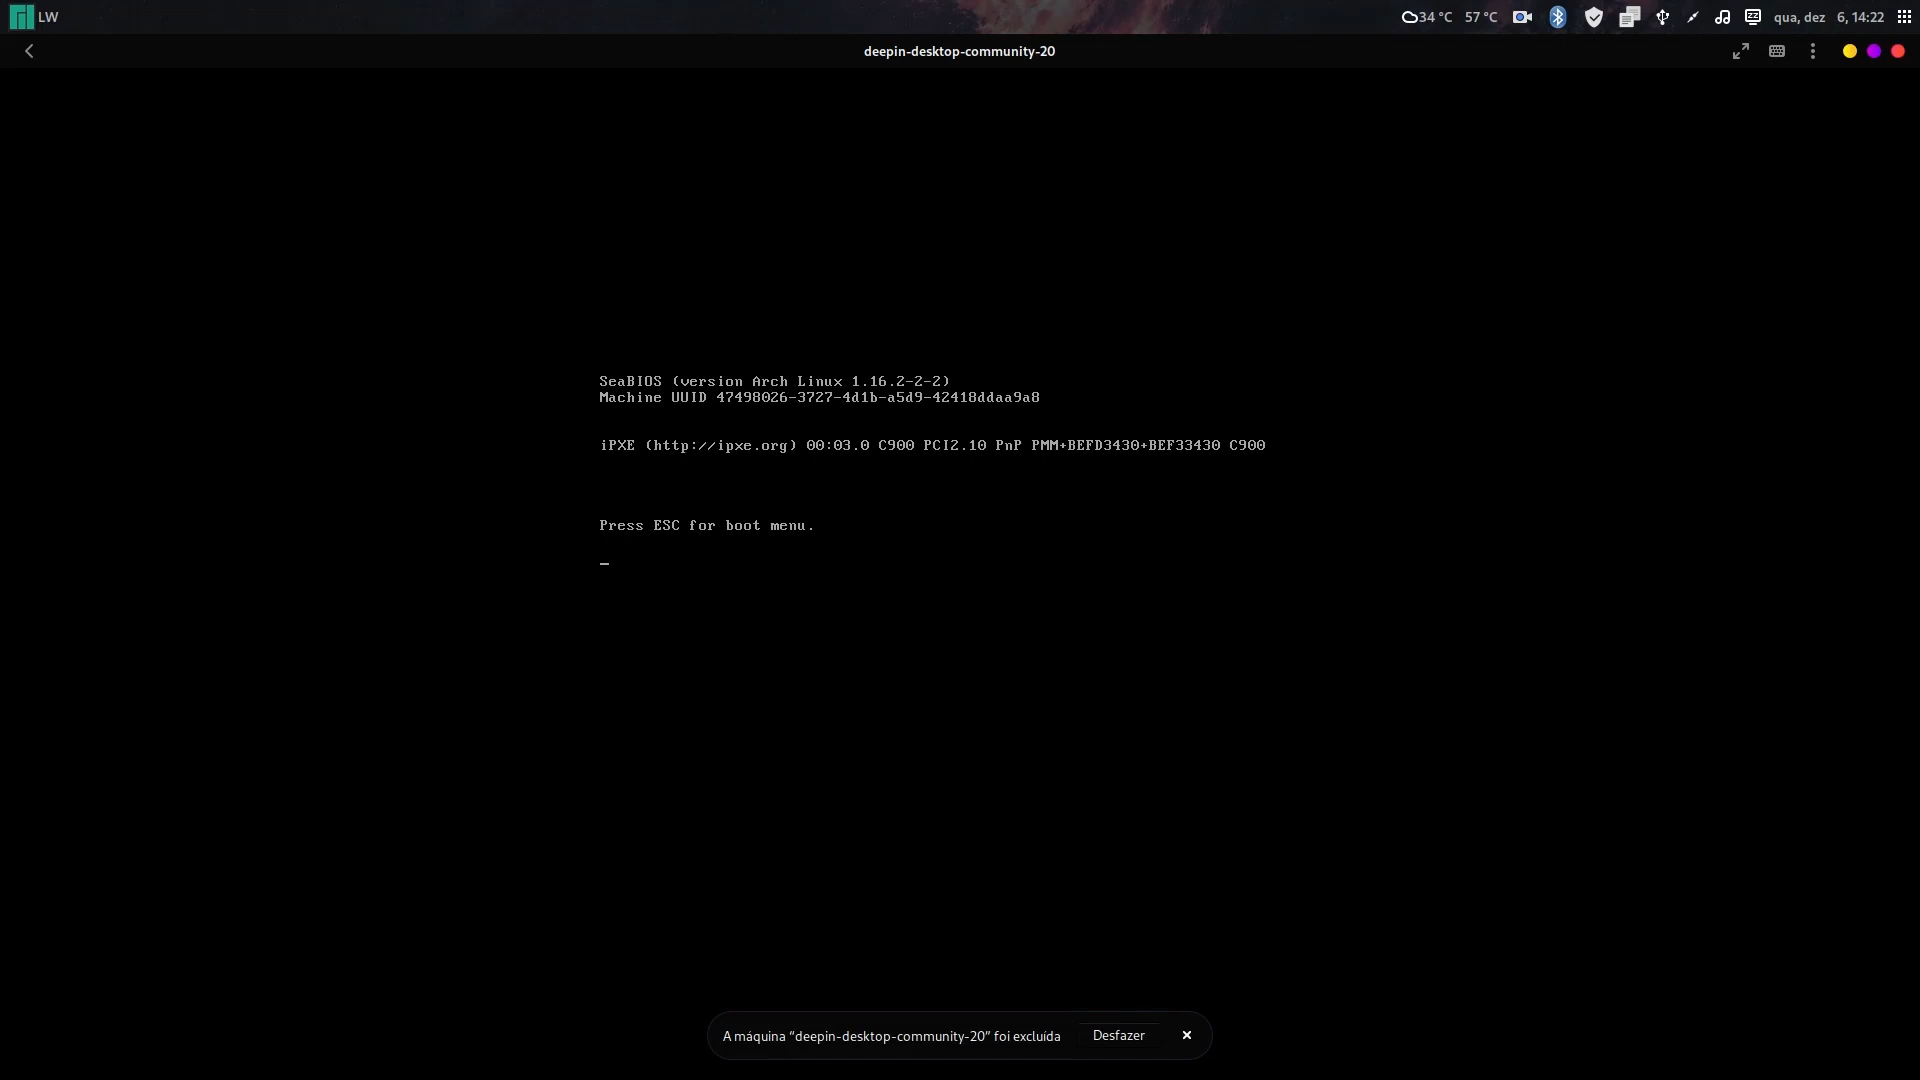 LW
34 °C 57 °C qua, dez 6, 14:22
deepin-desktop-community-20
SeaBIOS (version Arch Linux 1.16.2-2-2)
Machine UUID 47498026-3727-4d1b-a5d9-42418ddaa9a8
iPXE (http://ipxe.org) 00:03.0 C900 PCI2.10 PnP PMM+BEFD3430+BEF33430 C900
Press ESC for boot menu.
A máquina “deepin-desktop-community-20” foi excluída Desfazer